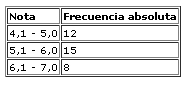 Nota Frecuencia absoluta
4,1 - 5,0 12
5,1 - 6,0 15
6,1 - 7,0 8